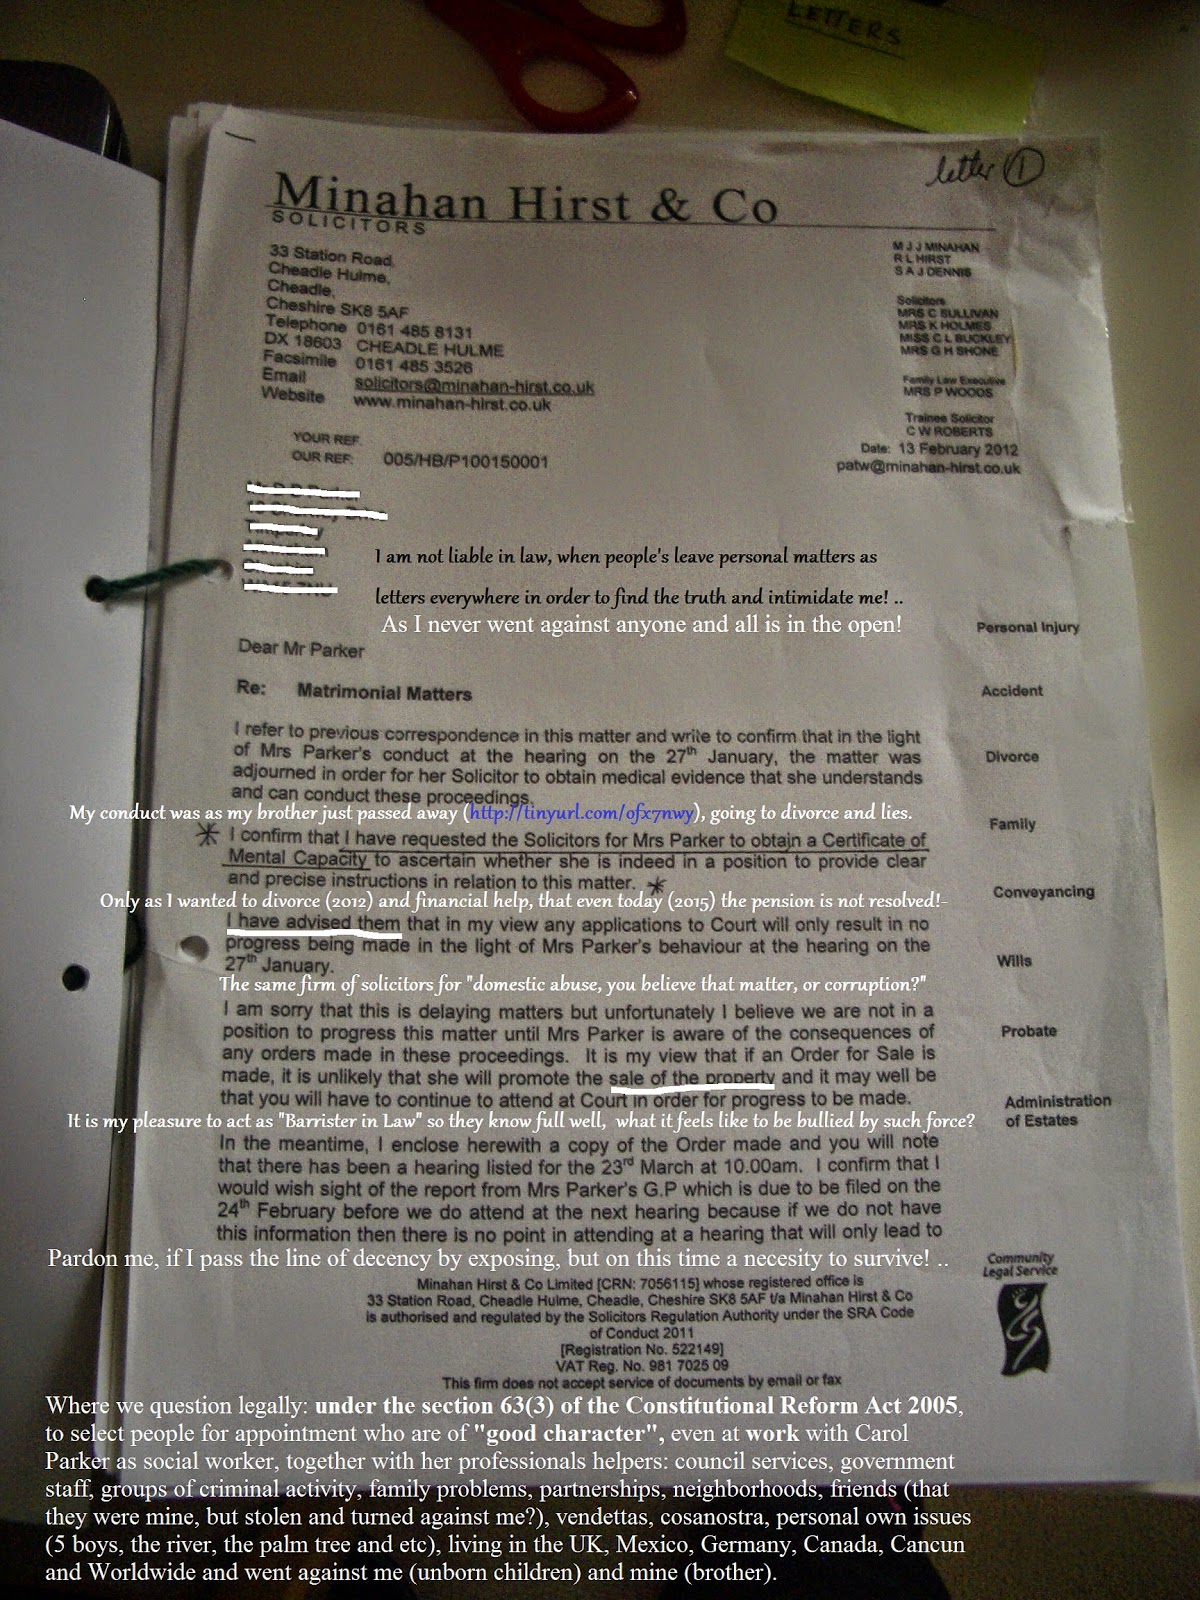 LETTERS
letter 1
Minahan Hirst & Co
SOLICITORS
33 Station Road,
Cheadle Hulme,
Cheadle,
Cheshire SK8 5AF
Telephone 0161 485 8131
DX 18603 CHEADLE HULME
Facsimile 0161 485 3526
Email solicitors@minahan-hirst.co.uk
Website www.minahan-hirst.co.uk
M J J MINAHAN
R L HIRST
S A J DENNIS
Solicitors
MRS C SULLIVAN
MRS K HOLMES
MISS C L BUCKLEY
MRS G H SHONE
Family Law Executive
MRS P WOODS
Trainee Solicitor
C W ROBERTS
YOUR REF:
OUR REF: 005/HB/P100150001
Date: 13 February 2012
patw@minahan-hirst.co.uk
I am not liable in law, when people's leave personal matters as
letters everywhere in order to find the truth and intimidate me! ..
As I never went against anyone and all is in the open!
Personal Injury
Accident
Divorce
Family
Conveyancing
Wills
Probate
Administration
of Estates
Dear Mr Parker
Re: Matrimonial Matters
I refer to previous correspondence in this matter and write to confirm that in the light
of Mrs Parker's conduct at the hearing on the 27th January, the matter was
adjourned in order for her Solicitor to obtain medical evidence that she understands
and can conduct these proceedings.
My conduct was as my brother just passed away (http://tinyurl.com/ofx7nwy), going to divorce and lies.
* I confirm that I have requested the Solicitors for Mrs Parker to obtain a Certificate of
Mental Capacity to ascertain whether she is indeed in a position to provide clear
and precise instructions in relation to this matter. *
Only as I wanted to divorce (2012) and financial help, that even today (2015) the pension is not resolved!-
I have advised them that in my view any applications to Court will only result in no
progress being made in the light of Mrs Parker's behaviour at the hearing on the
27th January.
The same firm of solicitors for "domestic abuse, you believe that matter, or corruption?"
I am sorry that this is delaying matters but unfortunately I believe we are not in a
position to progress this matter until Mrs Parker is aware of the consequences of
any orders made in these proceedings. It is my view that if an Order for Sale is
made, it is unlikely that she will promote the sale of the property and it may well be
that you will have to continue to attend at Court in order for progress to be made.
It is my pleasure to act as "Barrister in Law" so they know full well, what it feels like to be bullied by such force?
In the meantime, I enclose herewith a copy of the Order made and you will note
that there has been a hearing listed for the 23rd March at 10.00am. I confirm that I
would wish sight of the report from Mrs Parker's G.P which is due to be filed on the
24th February before we do attend at the next hearing because if we do not have
this information then there is no point in attending at a hearing that will only lead to
Pardon me, if I pass the line of decency by exposing, but on this time a necesity to survive! ..
Community
Legal Service
Minahan Hirst & Co Limited [CRN: 7056115] whose registered office is
33 Station Road, Cheadle Hulme, Cheadle, Cheshire SK8 5AF t/a Minahan Hirst & Co
is authorised and regulated by the Solicitors Regulation Authority under the SRA Code
of Conduct 2011
[Registration No. 522149]
VAT Reg. No. 981 7025 09
This firm does not accept service of documents by email or fax
Where we question legally: under the section 63(3) of the Constitutional Reform Act 2005,
to select people for appointment who are of "good character", even at work with Carol
Parker as social worker, together with her professionals helpers: council services, government
staff, groups of criminal activity, family problems, partnerships, neighborhoods, friends (that
they were mine, but stolen and turned against me?), vendettas, cosanostra, personal own issues
(5 boys, the river, the palm tree and etc), living in the UK, Mexico, Germany, Canada, Cancun
and Worldwide and went against me (unborn children) and mine (brother).